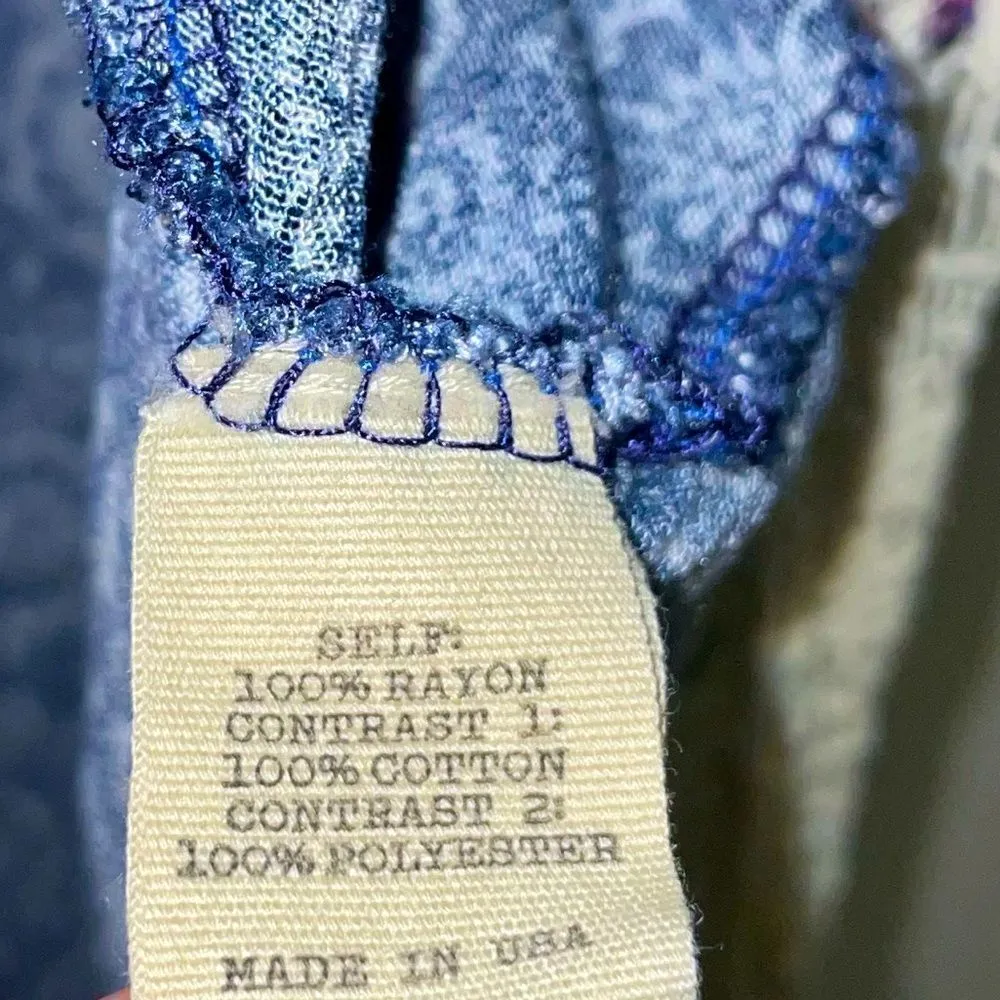 SELF:
100% RAYON
CONTRAST 1:
100% COTTON
CONTRAST 2:
100% POLYESTER
MADE IN USA